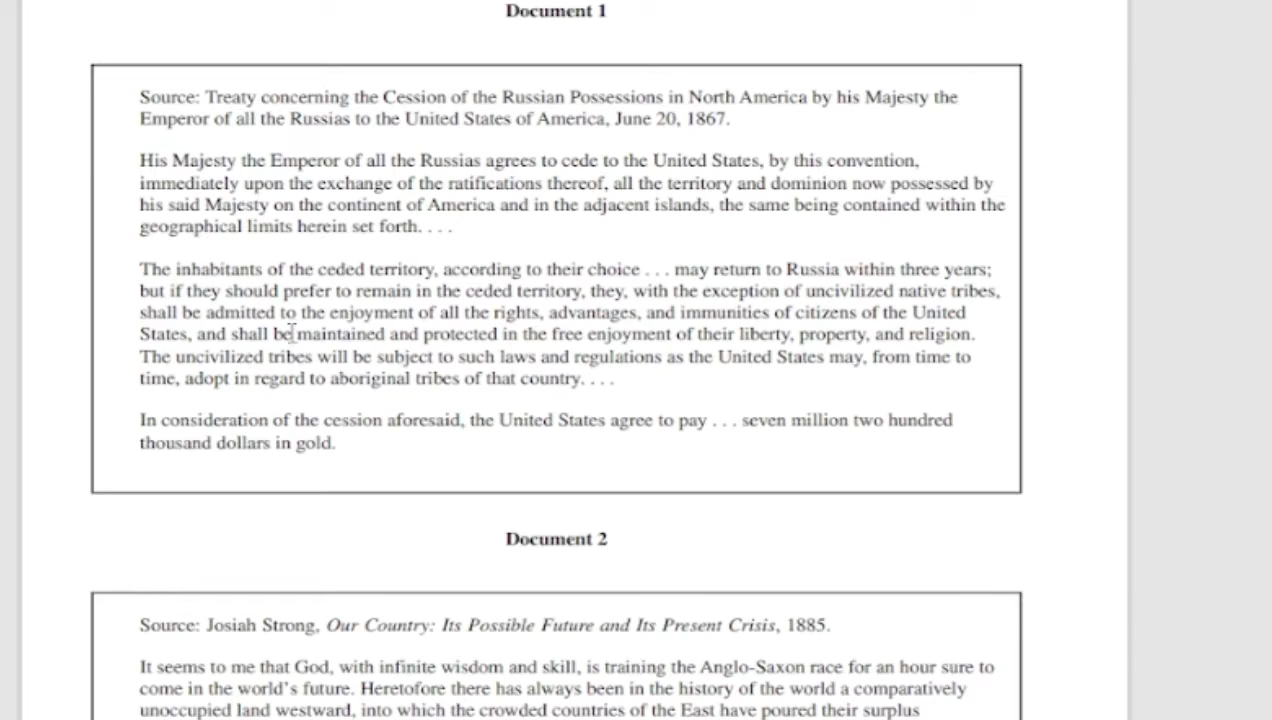 Document 1
Source: Treaty concerning the Cession of the Russian Possessions in North America by his Majesty the
Emperor of all the Russias to the United States of America, June 20, 1867.
His Majesty the Emperor of all the Russias agrees to cede to the United States, by this convention,
immediately upon the exchange of the ratifications thereof, all the territory and dominion now possessed by
his said Majesty on the continent of America and in the adjacent islands, the same being contained within the
geographical limits herein set forth. . . .
The inhabitants of the ceded territory, according to their choice . . . may return to Russia within three years;
but if they should prefer to remain in the ceded territory, they, with the exception of uncivilized native tribes,
shall be admitted to the enjoyment of all the rights, advantages, and immunities of citizens of the United
States, and shall be maintained and protected in the free enjoyment of their liberty, property, and religion.
The uncivilized tribes will be subject to such laws and regulations as the United States may, from time to
time, adopt in regard to aboriginal tribes of that country. . . .
In consideration of the cession aforesaid, the United States agree to pay . . . seven million two hundred
thousand dollars in gold.
Document 2
Source: Josiah Strong, Our Country: Its Possible Future and Its Present Crisis, 1885.
It seems to me that God, with infinite wisdom and skill, is training the Anglo-Saxon race for an hour sure to
come in the world's future. Heretofore there has always been in the history of the world a comparatively
unoccupied land westward, into which the crowded countries of the East have poured their surplus